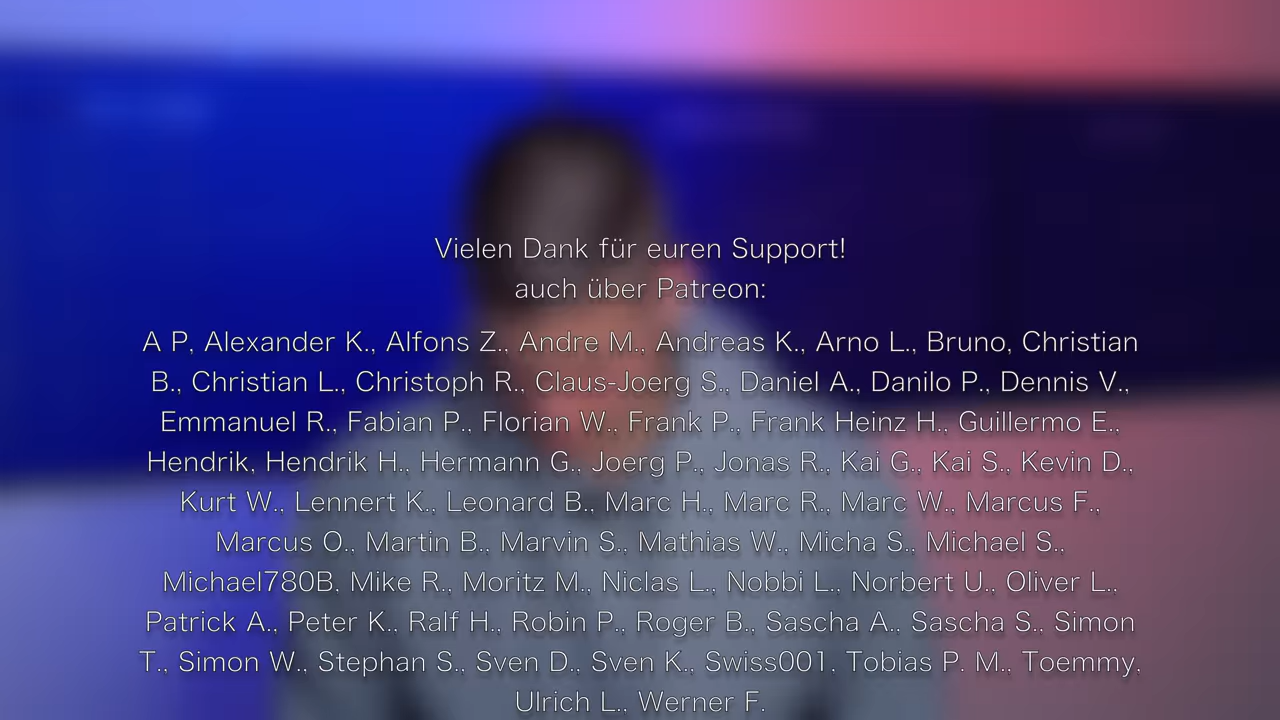 Vielen Dank für euren Support!
auch über Patreon:
A P, Alexander K., Alfons Z., Andre M., Andreas K., Arno L., Bruno, Christian
B., Christian L., Christoph R., Claus-Joerg S., Daniel A., Danilo P., Dennis V.,
Emmanuel R., Fabian P., Florian W., Frank P., Frank Heinz H., Guillermo E.,
Hendrik, Hendrik H., Hermann G., Joerg P., Jonas R., Kai G., Kai S., Kevin D.,
Kurt W., Lennert K., Leonard B., Marc H., Marc R., Marc W., Marcus F.,
Marcus O., Martin B., Marvin S., Mathias W., Micha S., Michael S.,
Michael780B, Mike R., Moritz M., Niclas L., Nobbi L., Norbert U., Oliver L.,
Patrick A., Peter K., Ralf H., Robin P., Roger B., Sascha A., Sascha S., Simon
T., Simon W., Stephan S., Sven D., Sven K., Swiss001, Tobias P. M., Toemmy,
Ulrich L., Werner F.